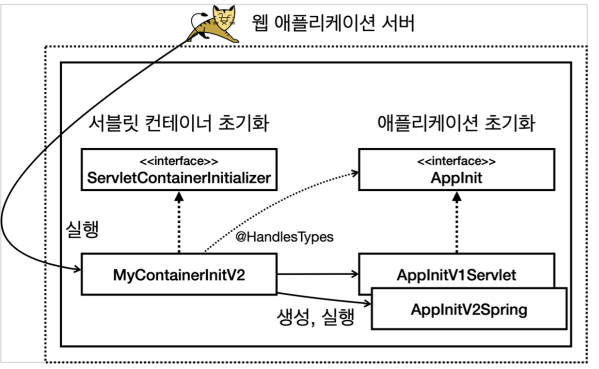 웹 애플리케이션 서버
서블릿 컨테이너 초기화
애플리케이션 초기화
<<interface>>
ServletContainerInitializer
<<interface>>
AppInit
실행
@HandlesTypes
MyContainerInitV2
AppInitV1Servlet
AppInitV2Spring
생성, 실행